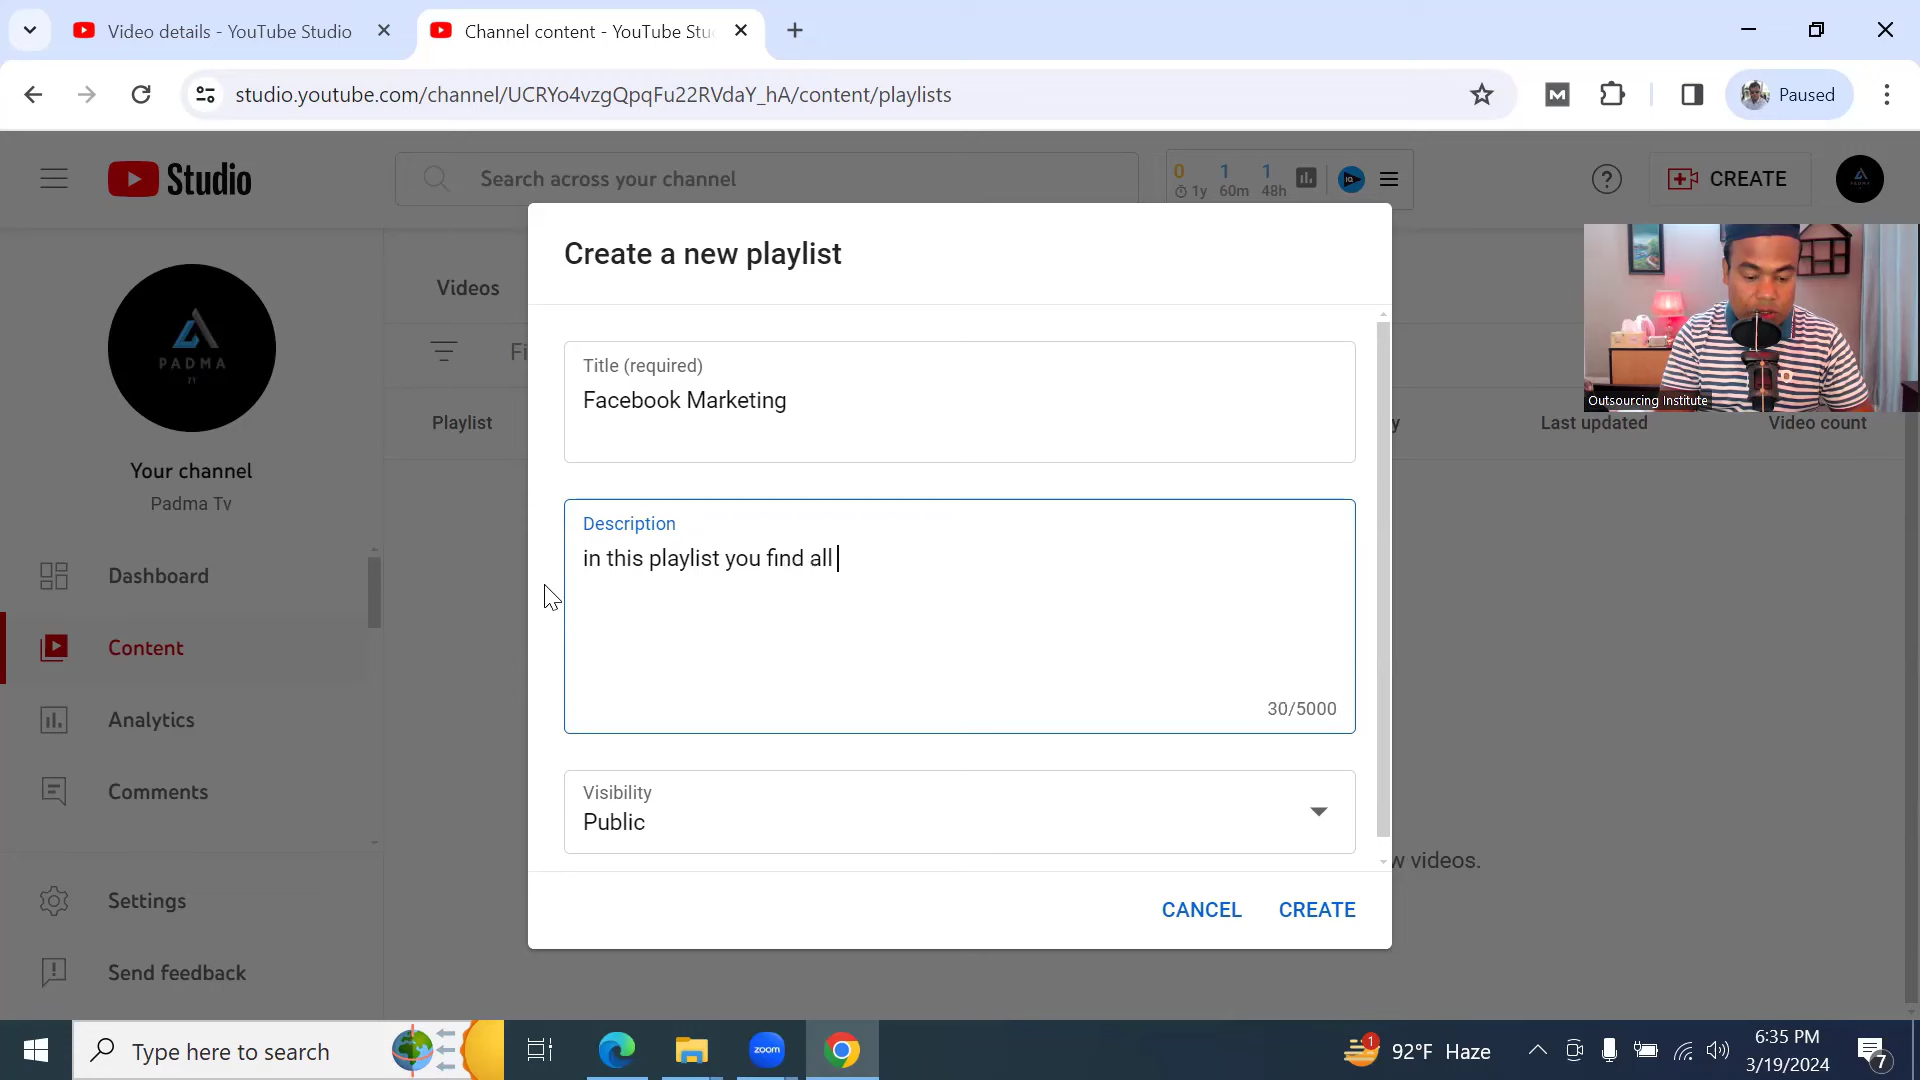 Video details - YouTube Studio
Channel content - YouTube Stu
studio.youtube.com/channel/UCRYo4vzgQpqFu22RVdaY_hA/content/playlists
Paused
Studio
Search across your channel
0 1 1
1y 60m 48h
CREATE
PADMA
Your channel
Padma Tv
Dashboard
Content
Analytics
Comments
Settings
Send feedback
Videos
Fi
Playlist
y
Last updated
Video count
w videos.
Create a new playlist
Title (required)
Facebook Marketing
Description
in this playlist you find all
30/5000
Visibility
Public
CANCEL
CREATE
Outsourcing Institute
Type here to search
zoom
1
92°F Haze
6:35 PM
3/19/2024
7